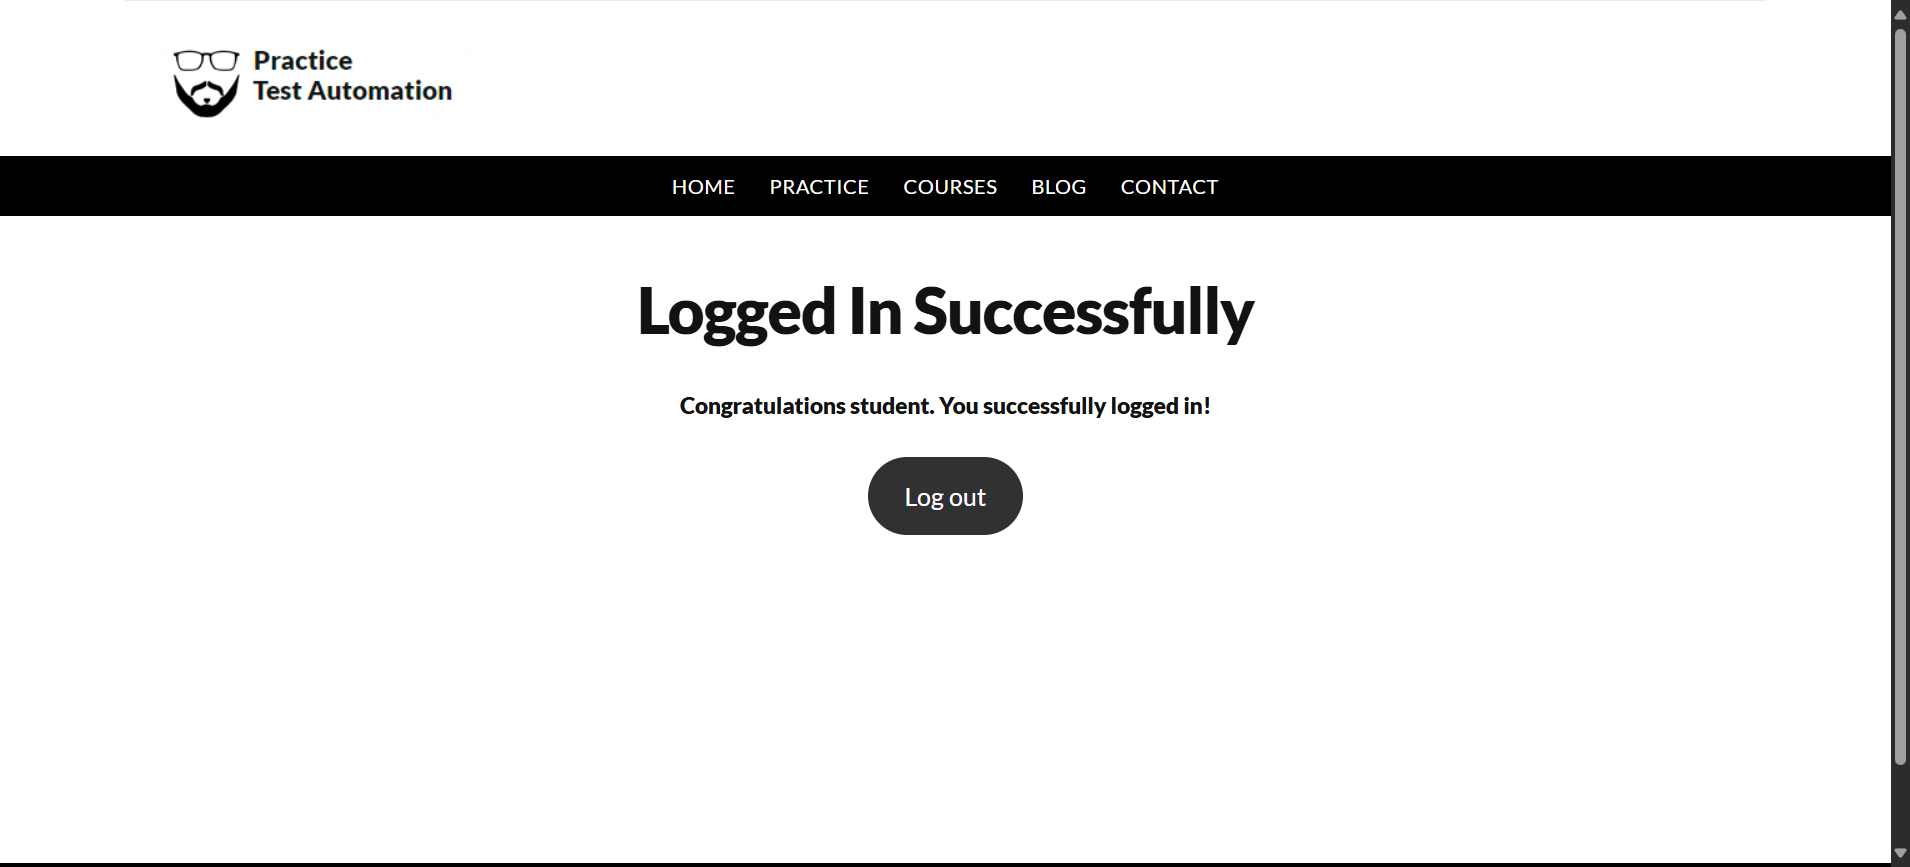 Practice
Test Automation
HOME PRACTICE COURSES BLOG CONTACT
Logged In Successfully
Congratulations student. You successfully logged in!
Log out